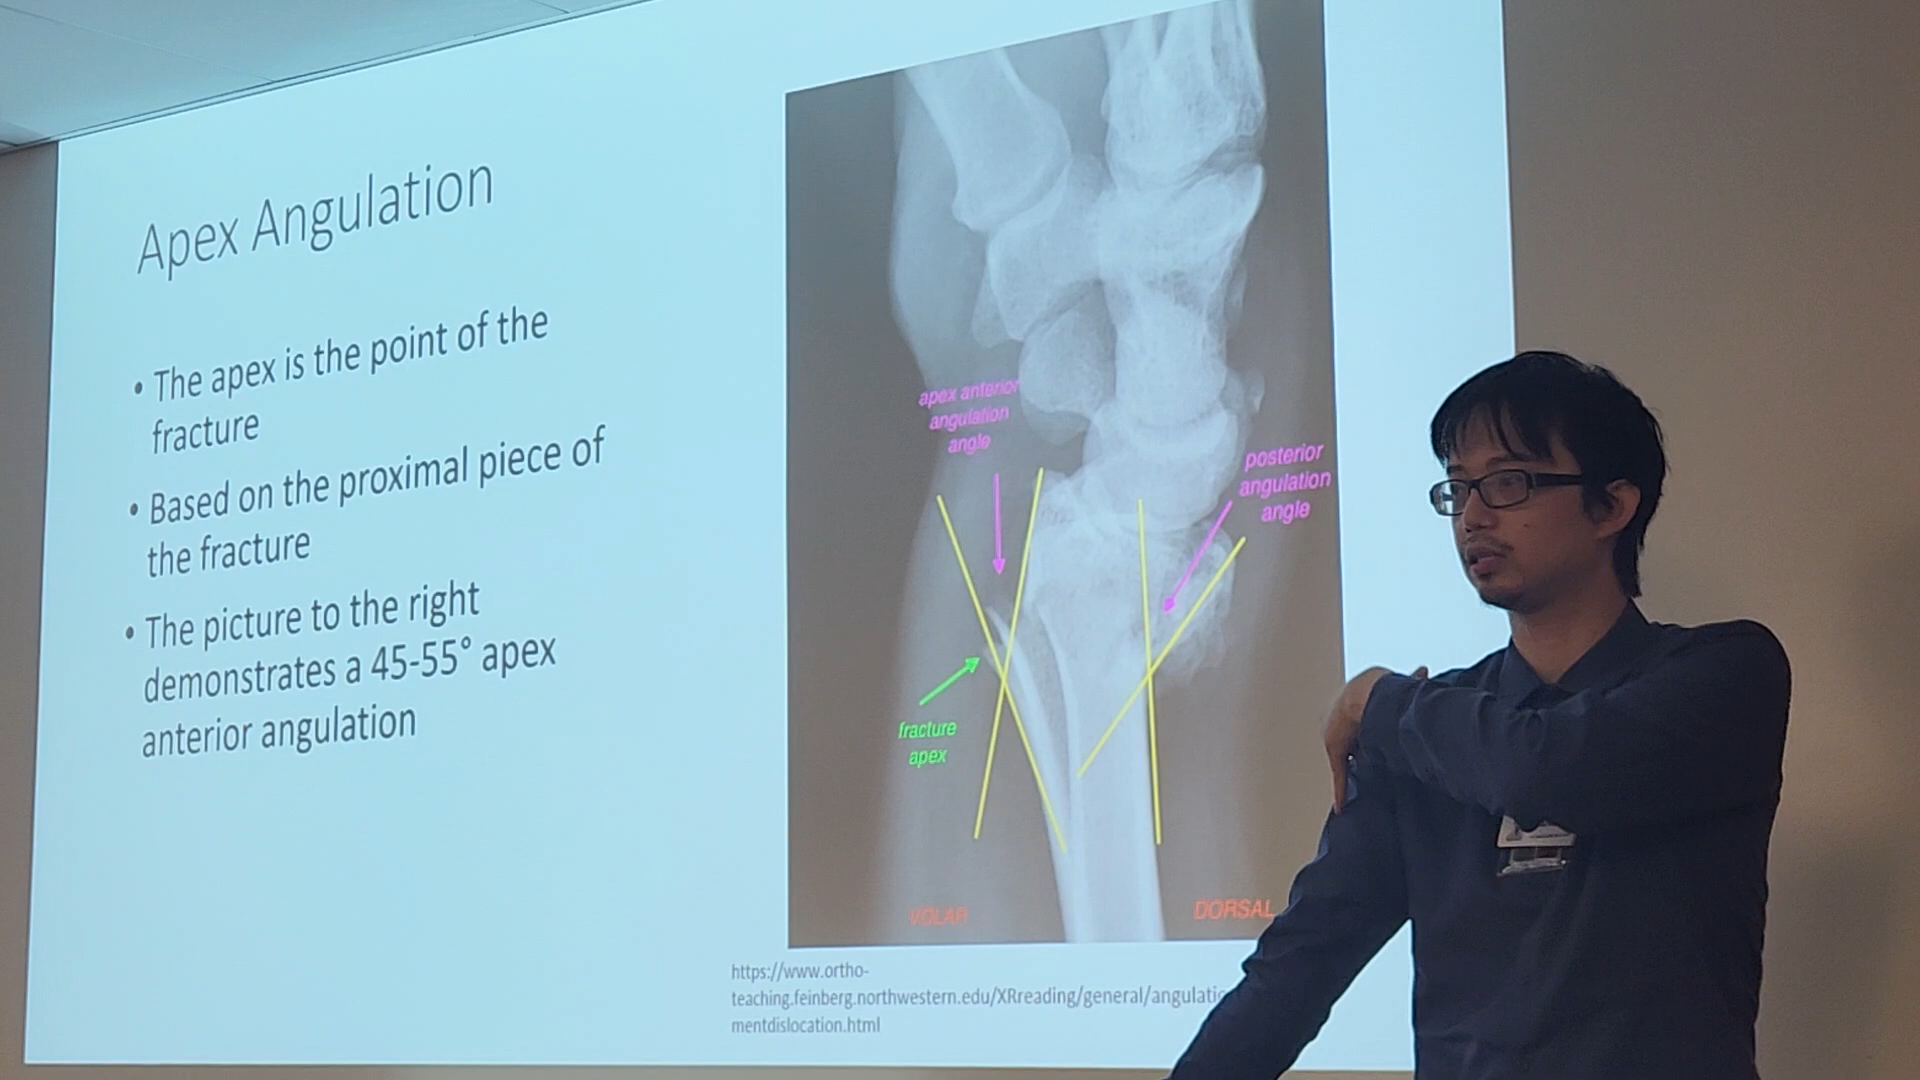 Apex Angulation
• The apex is the point of the
fracture
• Based on the proximal piece of
the fracture
• The picture to the right
demonstrates a 45-55° apex
anterior angulation
apex anterior
angulation
angle
posterior
angulation
angle
fracture
apex
VOLAR
DORSAL
https://www.ortho-
teaching.feinberg.northwestern.edu/XRreading/general/angulatio
mentdislocation.html